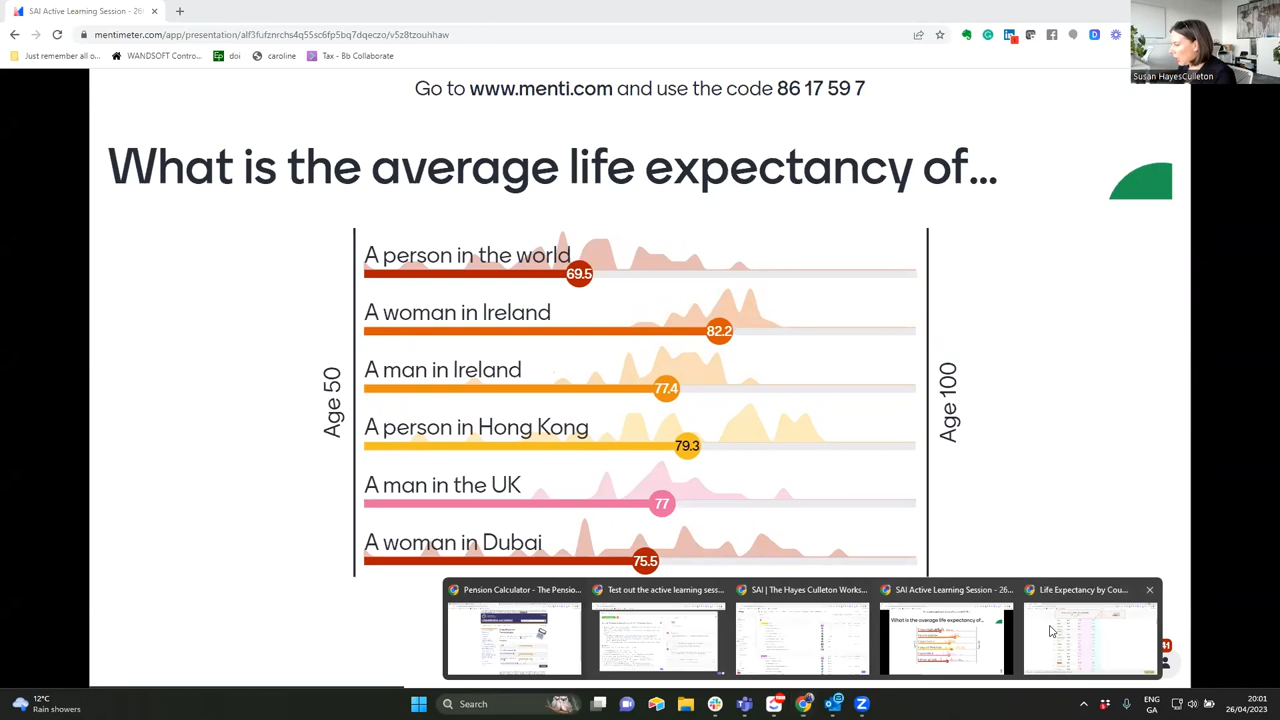 SAI Active Learning Session - 26
mentimeter.com/app/presentation/alf3fufznrchs4q55sc6fp5bq7dqeczo/v5z8tzouihaw
Just remember all o...
WANDSOFT Contro...
doi
caroline
Tax - Bb Collaborate
Susan HayesCulleton
Go to www.menti.com and use the code 86 17 59 7
What is the average life expectancy of...
Age 50
A person in the world
69.5
A woman in Ireland
82.2
A man in Ireland
77.4
A person in Hong Kong
79.3
A man in the UK
77
A woman in Dubai
75.5
Age 100
Pension Calculator - The Pensio...
Test out the active learning sess...
SAI | The Hayes Culleton Works...
SAI Active Learning Session - 26...
Life Expectancy by Cou...
What is the average life expectancy of...
12°C
Rain showers
Search
ENG
GA
20:01
26/04/2023